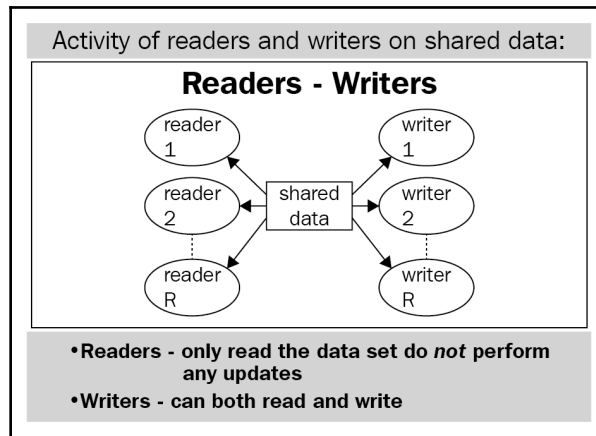 Activity of readers and writers on shared data:
Readers - Writers
reader
1
writer
1
reader
2
shared
data
writer
2
reader
R
writer
R
•Readers - only read the data set do not perform
any updates
•Writers - can both read and write